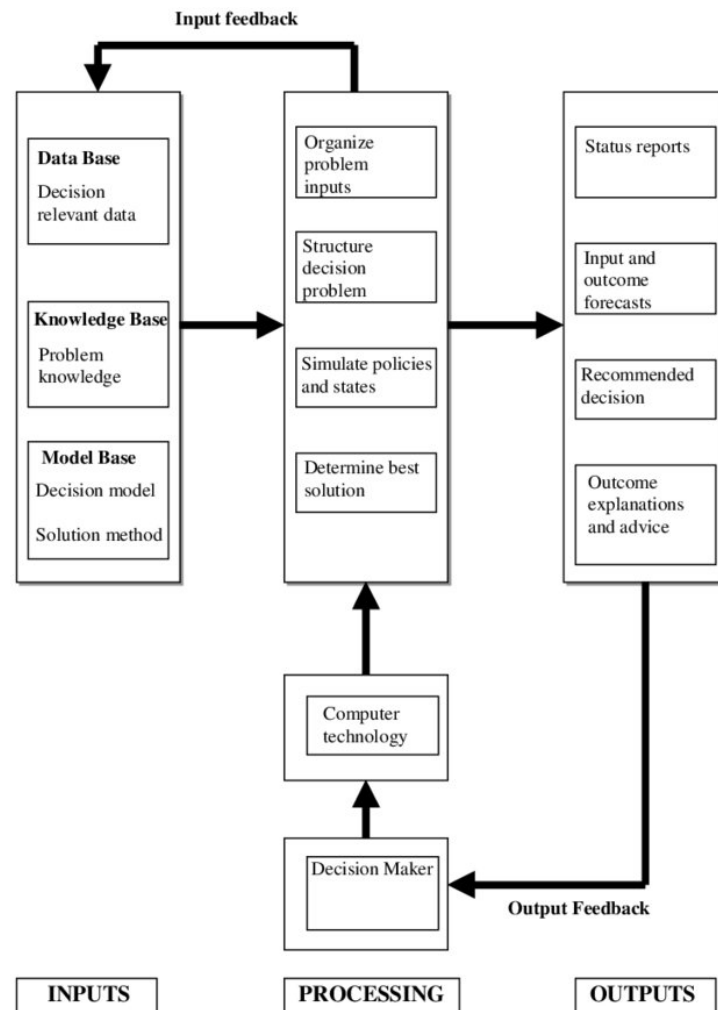 Input feedback
Data Base
Decision
relevant data
Knowledge Base
Problem
knowledge
Model Base
Decision model
Solution method
Organize
problem
inputs
Structure
decision
problem
Simulate policies
and states
Determine best
solution
Status reports
Input and
outcome
forecasts
Recommended
decision
Outcome
explanations
and advice
Computer
technology
Decision Maker
Output Feedback
INPUTS
PROCESSING
OUTPUTS